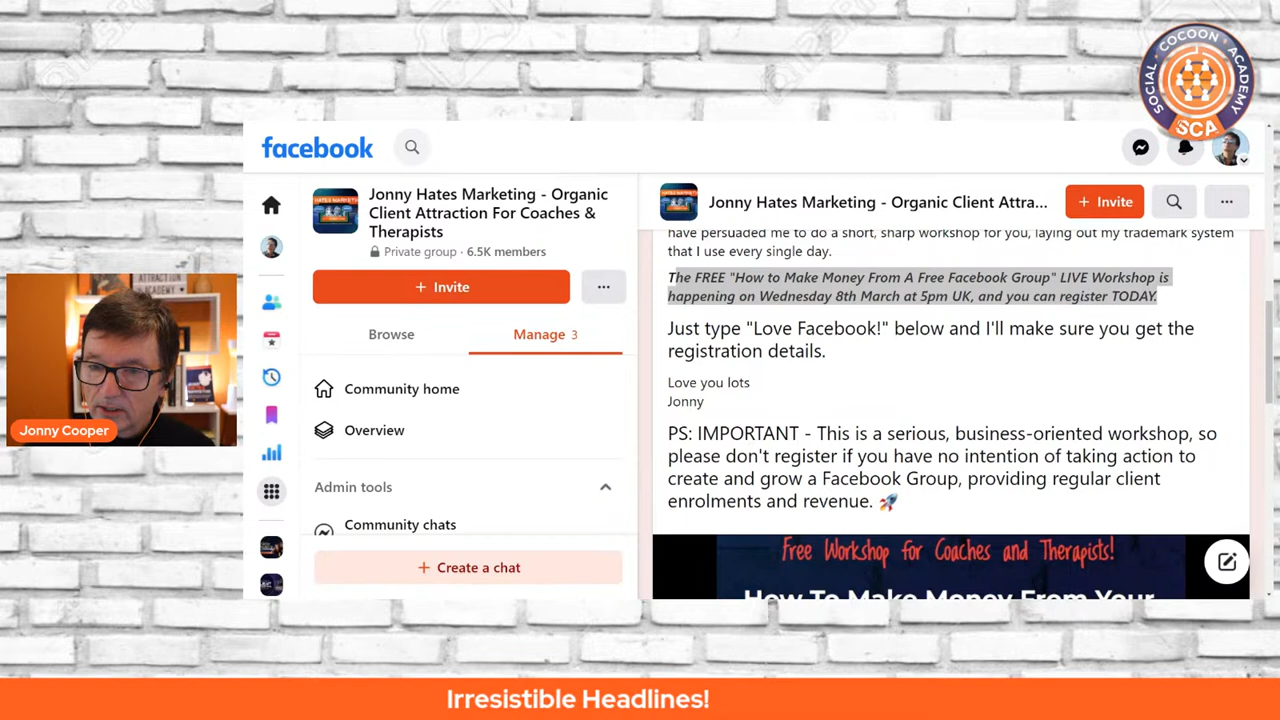 SOCIAL COCOON ACADEMY
SCA
facebook
Jonny Hates Marketing - Organic
Client Attraction For Coaches &
Therapists
Private group · 6.5K members
+ Invite
...
Browse
Manage 3
Community home
Overview
Admin tools
Community chats
+ Create a chat
Jonny Hates Marketing - Organic Client Attra...
+ Invite
...
have persuaded me to do a short, sharp workshop for you, laying out my trademark system
that I use every single day.
The FREE "How to Make Money From A Free Facebook Group" LIVE Workshop is
happening on Wednesday 8th March at 5pm UK, and you can register TODAY.
Just type "Love Facebook!" below and I'll make sure you get the
registration details.
Love you lots
Jonny
PS: IMPORTANT - This is a serious, business-oriented workshop, so
please don't register if you have no intention of taking action to
create and grow a Facebook Group, providing regular client
enrolments and revenue. 🚀
Free Workshop for Coaches and Therapists!
How To Make Money From Your
Jonny Cooper
Irresistible Headlines!